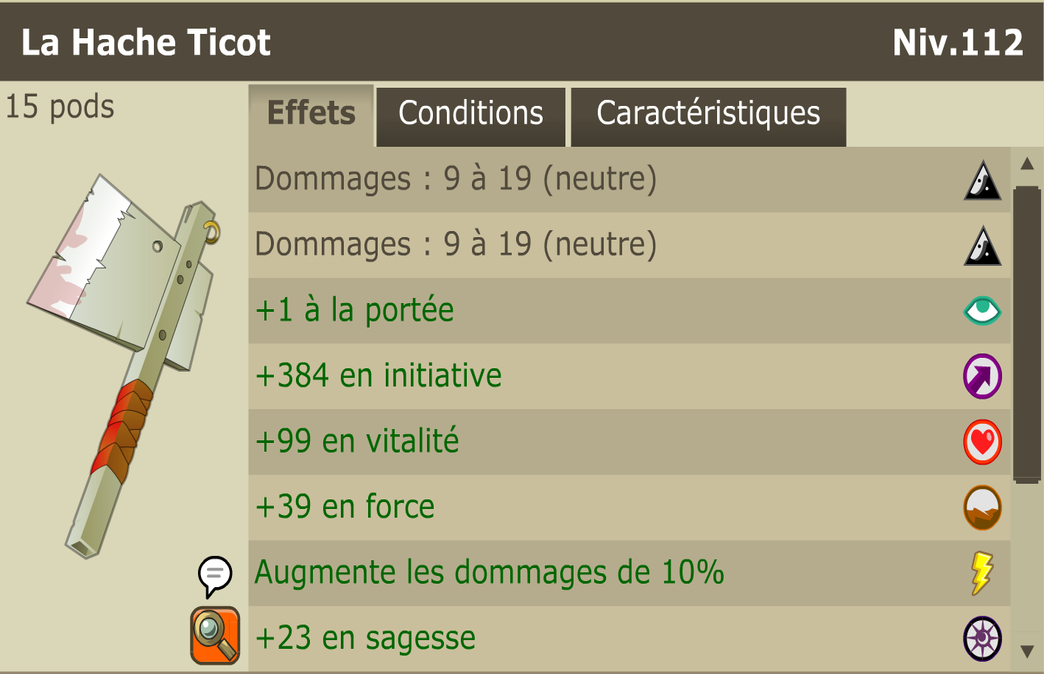 La Hache Ticot
Niv.112
15 pods
Effets
Conditions
Caractéristiques
Dommages : 9 à 19 (neutre)
Dommages : 9 à 19 (neutre)
+1 à la portée
+384 en initiative
+99 en vitalité
+39 en force
Augmente les dommages de 10%
+23 en sagesse